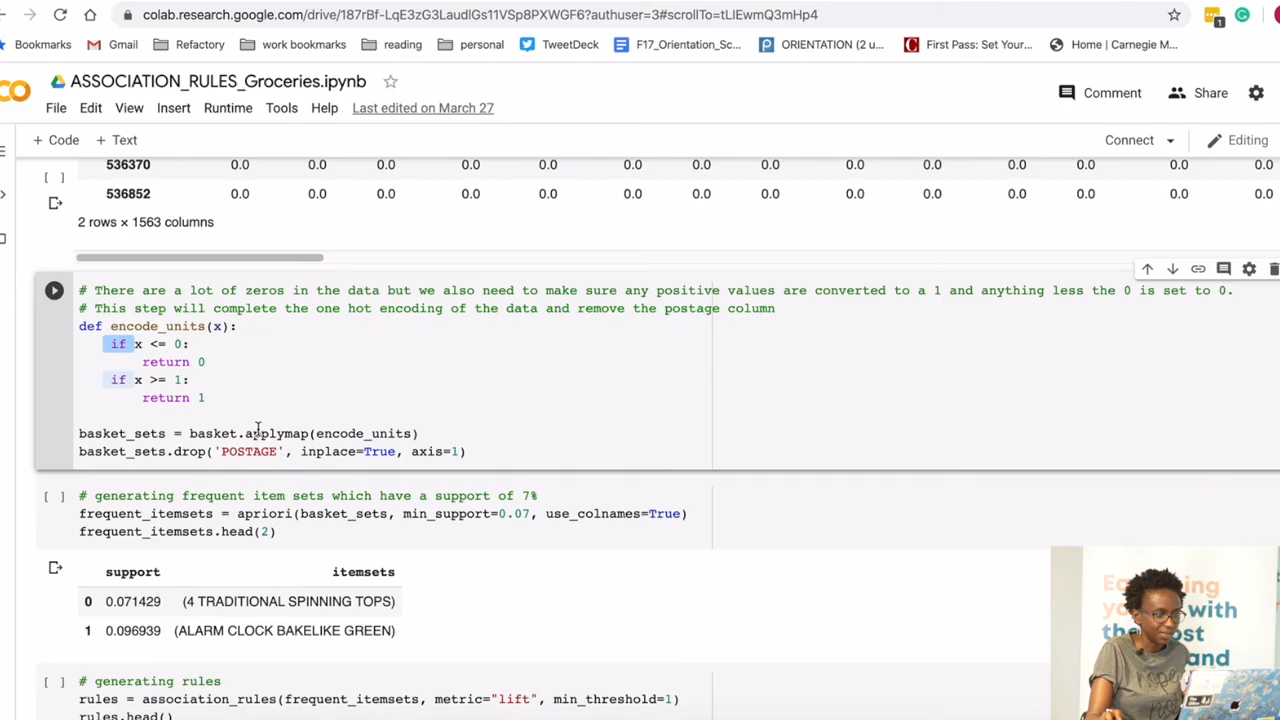 colab.research.google.com/drive/187rBf-LqE3zG3LaudlGs11VSp8PXWGF6?authuser=3#scrollTo=tLlEwmQ3mHp4
1
Bookmarks Gmail Refactory work bookmarks reading personal TweetDeck F17_Orientation_Sc... ORIENTATION (2 u... First Pass: Set Your... Home | Carnegie M...
ASSOCIATION_RULES_Groceries.ipynb
Comment Share
File Edit View Insert Runtime Tools Help Last edited on March 27
+ Code + Text Connect Editing
536370 0.0 0.0 0.0 0.0 0.0 0.0 0.0 0.0 0.0 0.0 0.0 0.0 0.0 0.0
[ ]
536852 0.0 0.0 0.0 0.0 0.0 0.0 0.0 0.0 0.0 0.0 0.0 0.0 0.0 0.0
2 rows × 1563 columns
# There are a lot of zeros in the data but we also need to make sure any positive values are converted to a 1 and anything less the 0 is set to 0.
# This step will complete the one hot encoding of the data and remove the postage column
def encode_units(x):
if x <= 0:
return 0
if x >= 1:
return 1
basket_sets = basket.applymap(encode_units)
basket_sets.drop('POSTAGE', inplace=True, axis=1)
[ ] # generating frequent item sets which have a support of 7%
frequent_itemsets = apriori(basket_sets, min_support=0.07, use_colnames=True)
frequent_itemsets.head(2)
support itemsets
0 0.071429 (4 TRADITIONAL SPINNING TOPS)
1 0.096939 (ALARM CLOCK BAKELIKE GREEN)
[ ] # generating rules
rules = association_rules(frequent_itemsets, metric="lift", min_threshold=1)
rules.head()
with